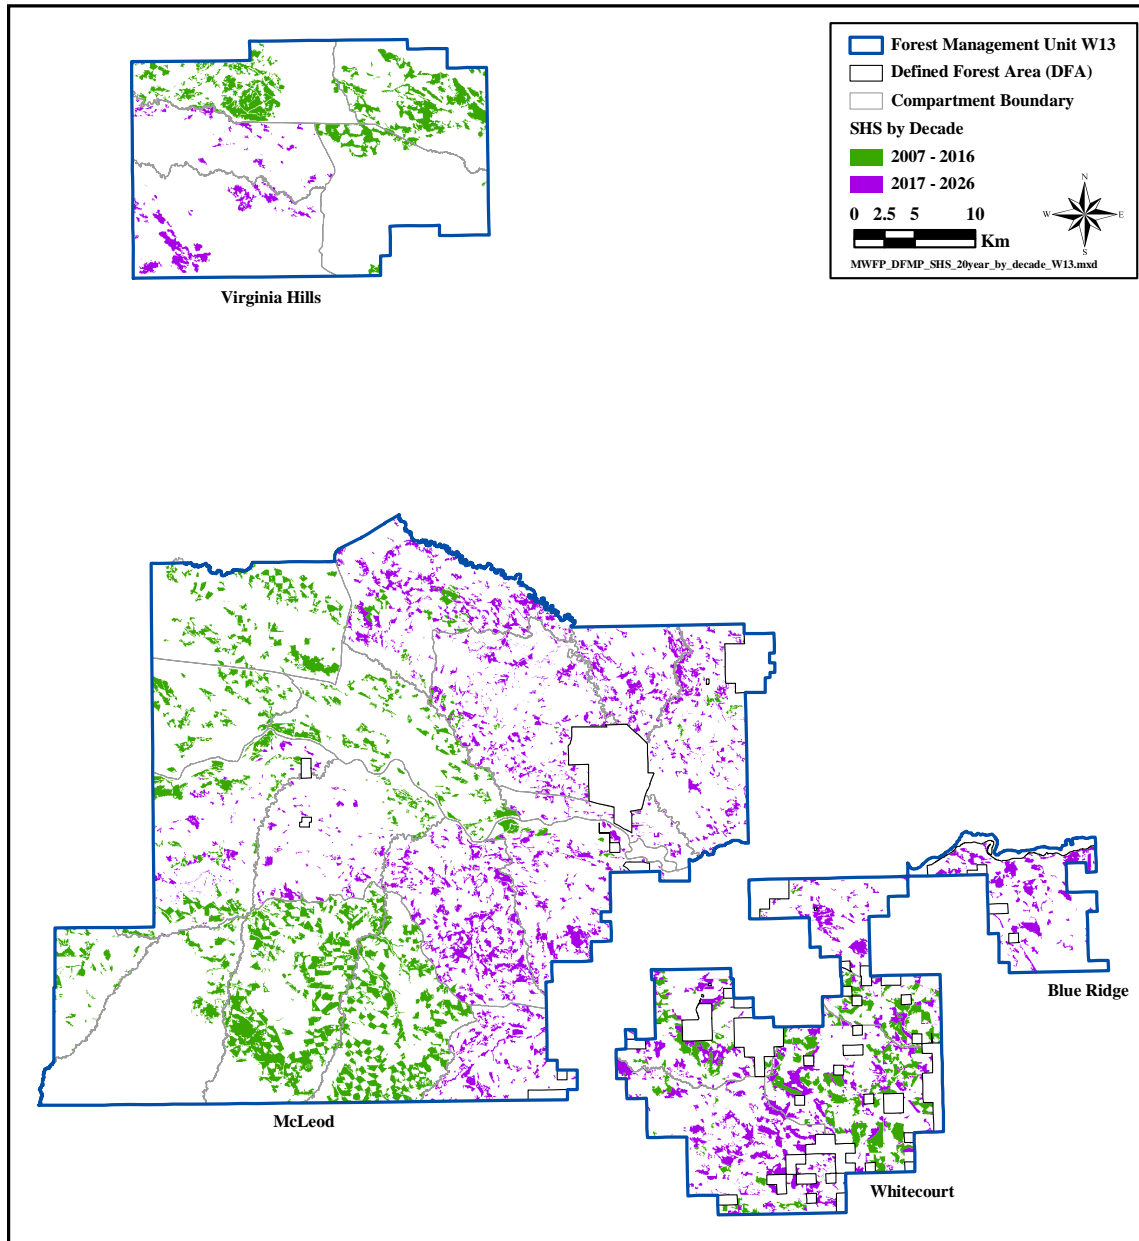 Forest Management Unit W13
Defined Forest Area (DFA)
Compartment Boundary
SHS by Decade
2007 - 2016
2017 - 2026
0 2.5 5 10
Km
N
W E
S
MWFP_DFMP_SHS_20year_by_decade_W13.mxd
Virginia Hills
Blue Ridge
McLeod
Whitecourt